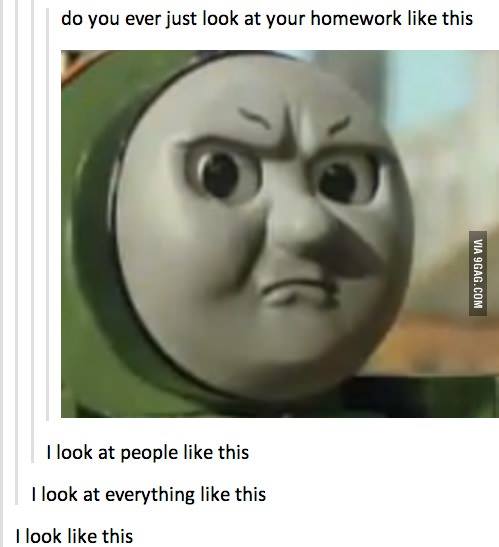 do you ever just look at your homework like this
VIA 9GAG.COM
I look at people like this
I look at everything like this
I look like this